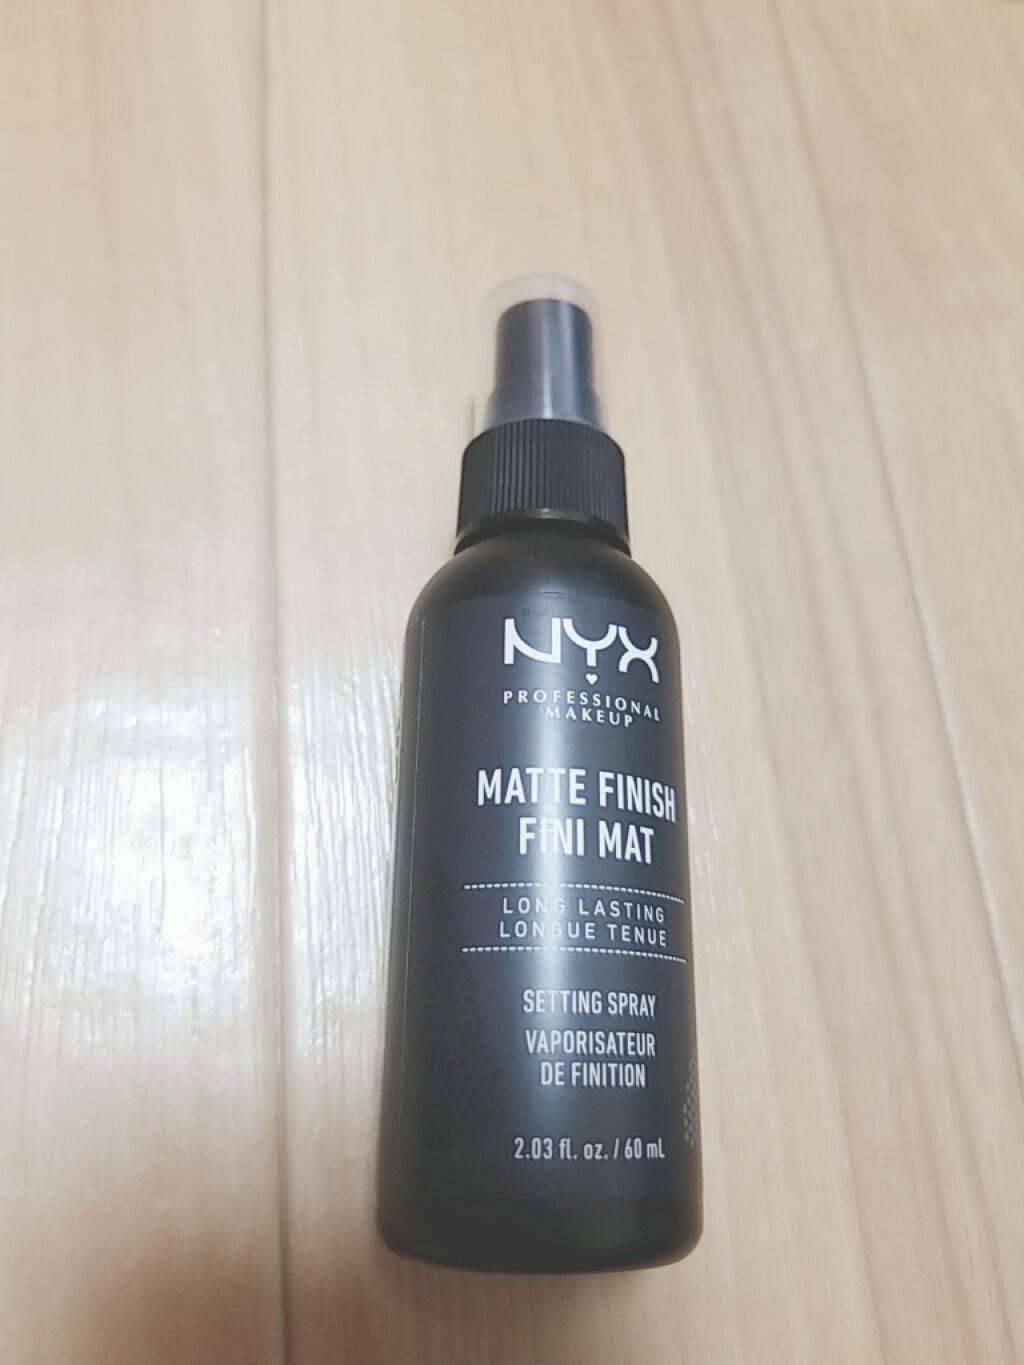 NYX
PROFESSIONAL
MAKEUP
MATTE FINISH
FINI MAT
LONG LASTING
LONGUE TENUE
SETTING SPRAY
VAPORISATEUR
DE FINITION
2.03 fl. oz. / 60 mL